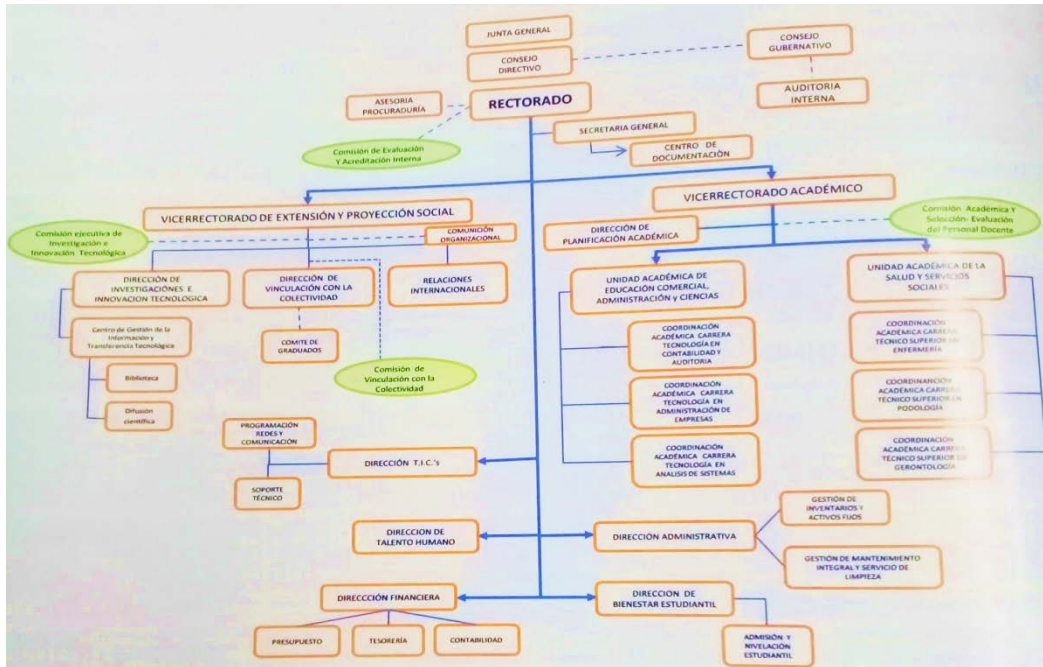 JUNTA GENERAL
CONSEJO
DIRECTIVO
CONSEJO
GUBERNATIVO
AUDITORIA
INTERNA
ASESORIA
PROCURADURÍA
RECTORADO
SECRETARIA GENERAL
CENTRO DE
DOCUMENTACIÒN
Comisión de Evaluación
Y Acreditación Interna
VICERRECTORADO DE EXTENSIÓN Y PROYECCIÓN SOCIAL
VICERRECTORADO ACADÉMICO
Comisión ejecutiva de
Investigación e
Innovación Tecnológica
COMUNICIÓN
ORGANIZACIONAL
DIRECCIÓN DE
PLANIFICACIÓN ACADÉMICA
Comisión Académica Y
Selección- Evaluación
del Personal Docente
DIRECCIÓN DE
INVESTIGACIÓNES E
INNOVACION TECNOLOGICA
DIRECCIÓN DE
VINCULACIÓN CON LA
COLECTIVIDAD
RELACIONES
INTERNACIONALES
UNIDAD ACADÉMICA DE
EDUCACIÓN COMERCIAL,
ADMINISTRACIÓN y CIENCIAS
UNIDAD ACADÉMICA DE LA
SALUD Y SERVICIOS
SOCIALES
Centro de Gestión de la
Información y
Transferencia Tecnológica
COMITE DE
GRADUADOS
Comisión de
Vinculación con la
Colectividad
Biblioteca
Difusión
científica
COORDINACIÓN
ACADÉMICA CARRERA
TECNOLOGÍA EN
CONTABILIDAD Y
AUDITORIA
COORDINACIÓN
ACADÉMICA CARRERA
TÉCNICO SUPERIOR EN
ENFERMERÍA
COORDINACIÓN
ACADÉMICA CARRERA
TECNOLOGÍA EN
ADMINISTRACIÓN DE
EMPRESAS
COORDINANCIÓN
ACADÉMICA CARRERA
TÉCNICO SUPERIOR EN
PODOLOGÍA
COORDINACIÓN
ACADÉMICA CARRERA
TECNOLOGÍA EN
ANALISIS DE SISTEMAS
COORDINACIÓN
ACADÉMICA CARRERA
TÉCNICO SUPERIOR EN
GERONTOLOGÍA
PROGRAMACIÓN
REDES Y
COMUNICACIÓN
DIRECCIÓN T.I.C.'s
SOPORTE
TÉCNICO
DIRECCION DE
TALENTO HUMANO
DIRECCIÓN ADMINISTRATIVA
GESTIÓN DE
INVENTARIOS Y
ACTIVOS FIJOS
GESTIÓN DE MANTENIMIENTO
INTEGRAL Y SERVICIO DE
LIMPIEZA
DIRECCCIÓN FINANCIERA
DIRECCION DE
BIENESTAR ESTUDIANTIL
PRESUPUESTO
TESORERÍA
CONTABILIDAD
ADMISIÓN Y
NIVELACIÓN
ESTUDIANTIL